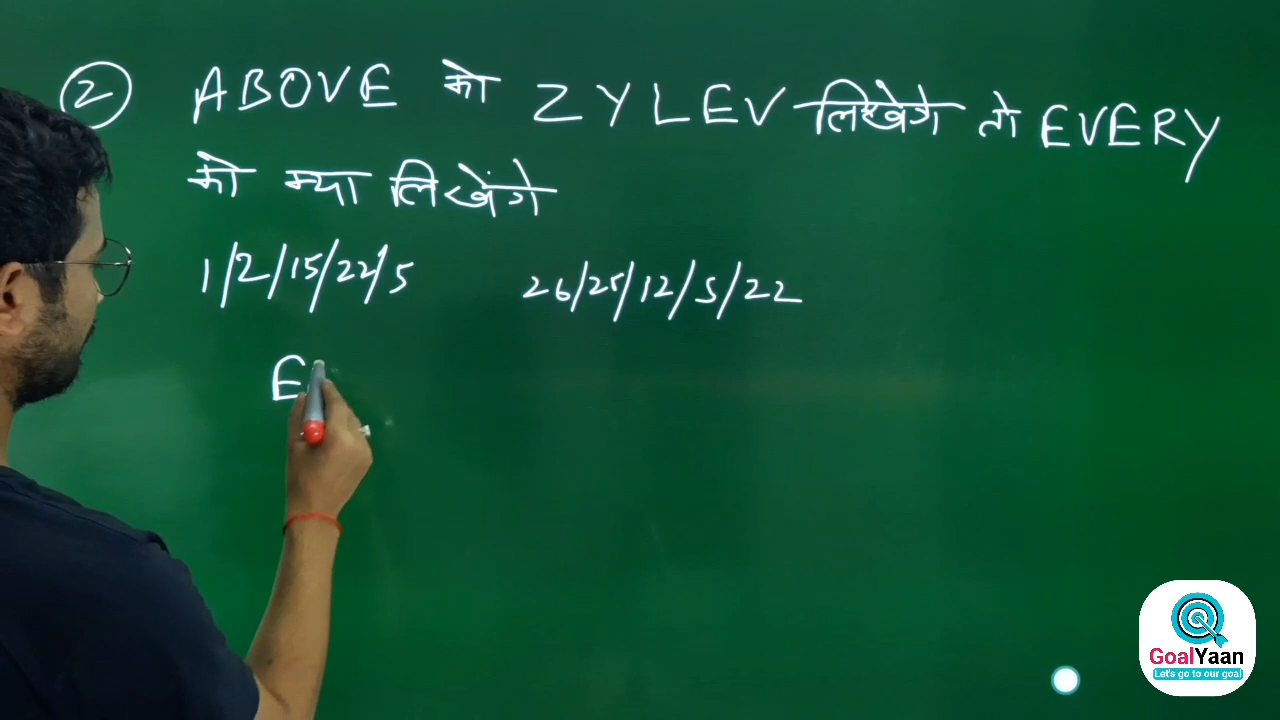 ② ABOVE को ZYLEV लिखेगे तो EVERY
को क्या लिखेंगे
1/2/15/22/5 26/25/12/5/22
E
GoalYaan
Let's go to our goal